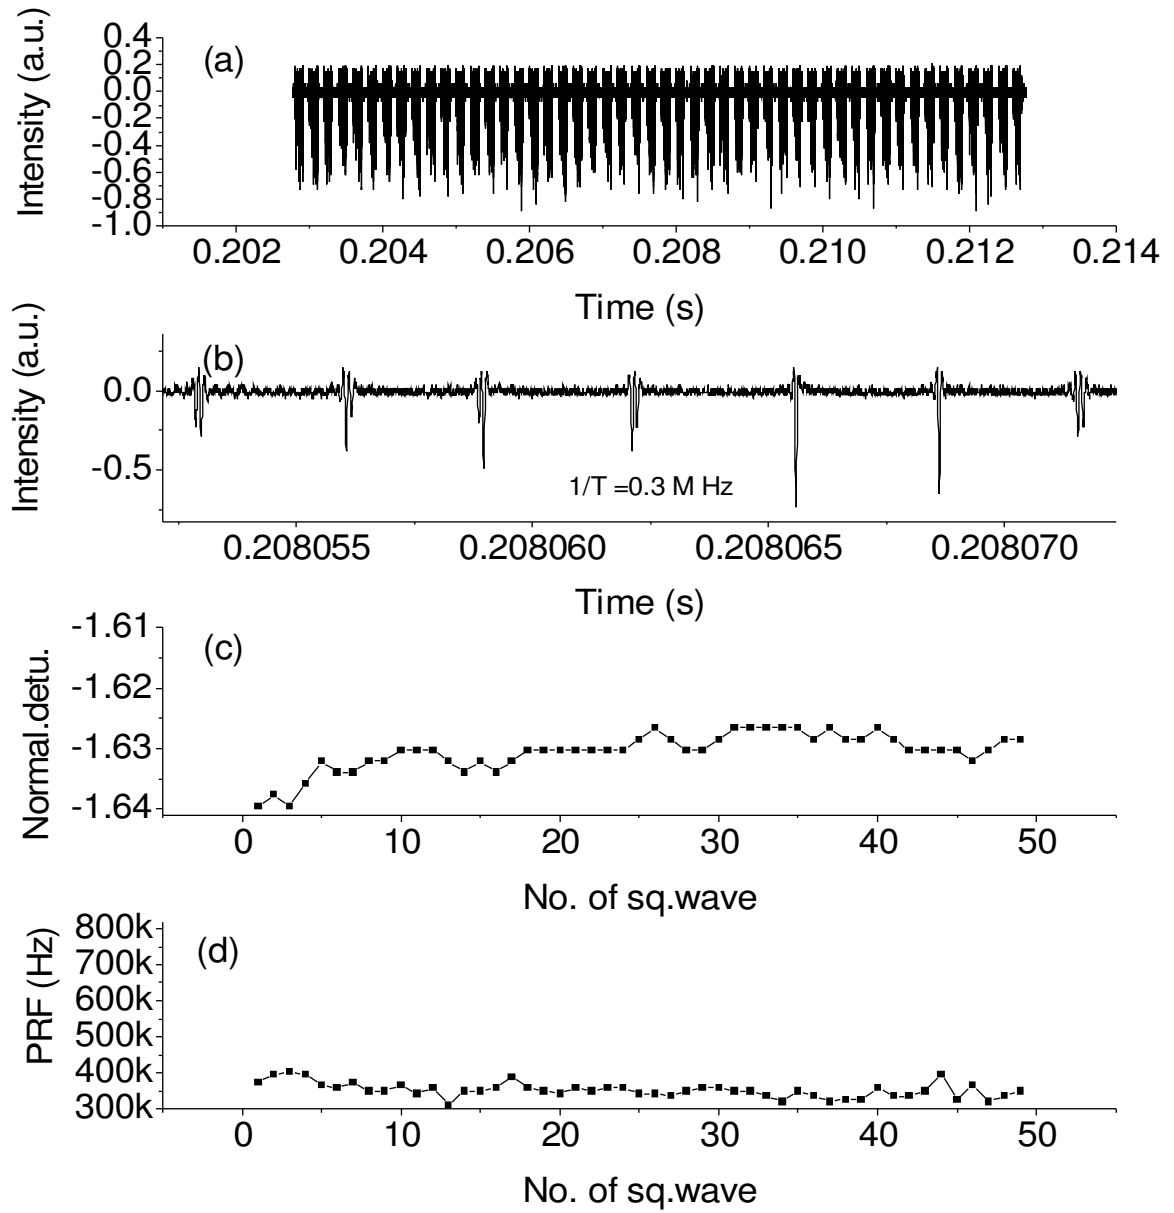 (a)
Intensity (a.u.)
0.4
0.2
0.0
-0.2
-0.4
-0.6
-0.8
-1.0
0.202 0.204 0.206 0.208 0.210 0.212 0.214
Time (s)
(b)
Intensity (a.u.)
0.0
-0.5
1/T =0.3 M Hz
0.208055 0.208060 0.208065 0.208070
Time (s)
(c)
Normal.detu.
-1.61
-1.62
-1.63
-1.64
0 10 20 30 40 50
No. of sq.wave
(d)
PRF (Hz)
800k
700k
600k
500k
400k
300k
0 10 20 30 40 50
No. of sq.wave